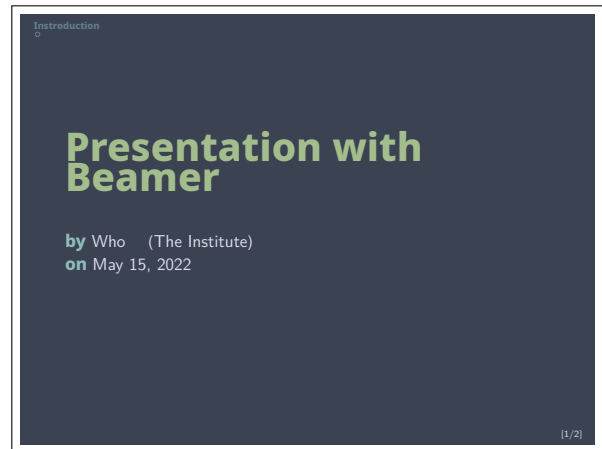 Instroduction
Presentation with
Beamer
by Who (The Institute)
on May 15, 2022
[1/2]